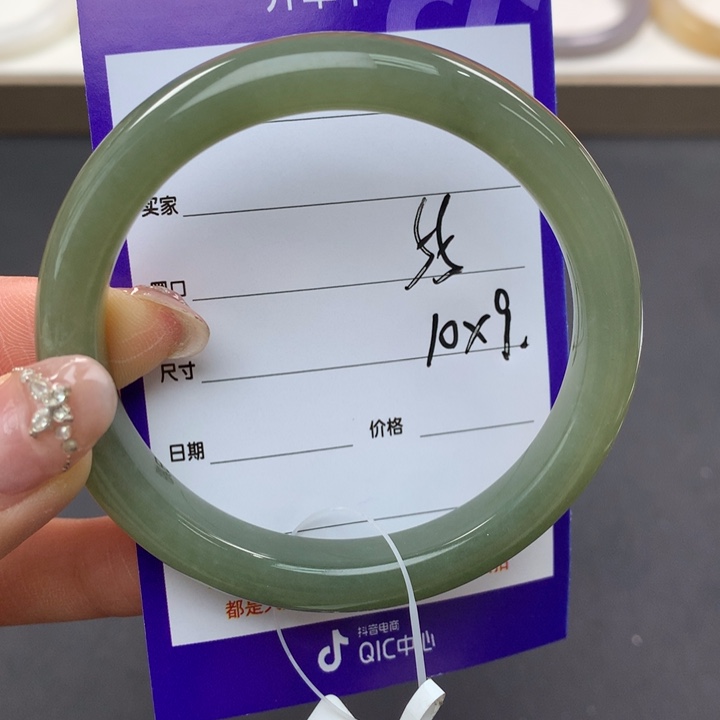 卖家
圈口 55
尺寸 10x9.
日期 价格
都是
抖音电商
QIC中心